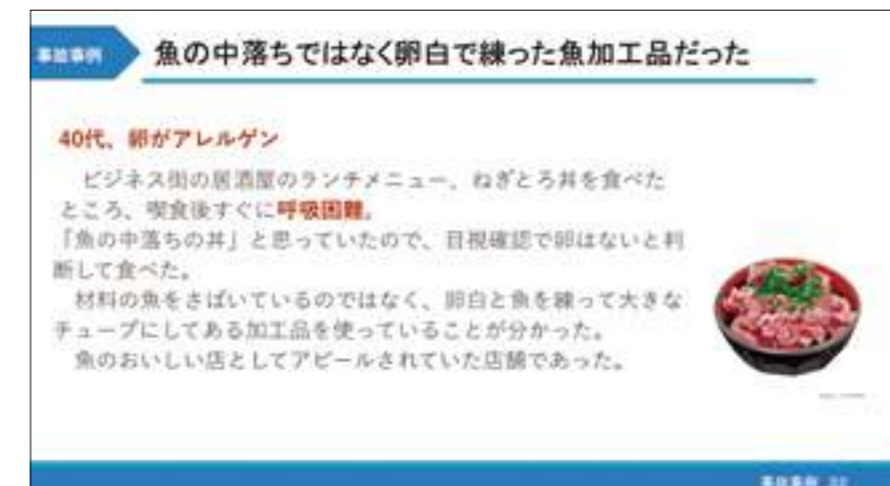 事故事例
魚の中落ちではなく卵白で練った魚加工品だった
40代、卵がアレルゲン
ビジネス街の居酒屋のランチメニュー、ねぎとろ丼を食べた
ところ、喫食後すぐに呼吸困難。
「魚の中落ちの丼」と思っていたので、目視確認で卵はないと判
断して食べた。
材料の魚をさばいているのではなく、卵白と魚を練って大きな
チューブにしてある加工品を使っていることが分かった。
魚のおいしい店としてアピールされていた店舗であった。
事故事例